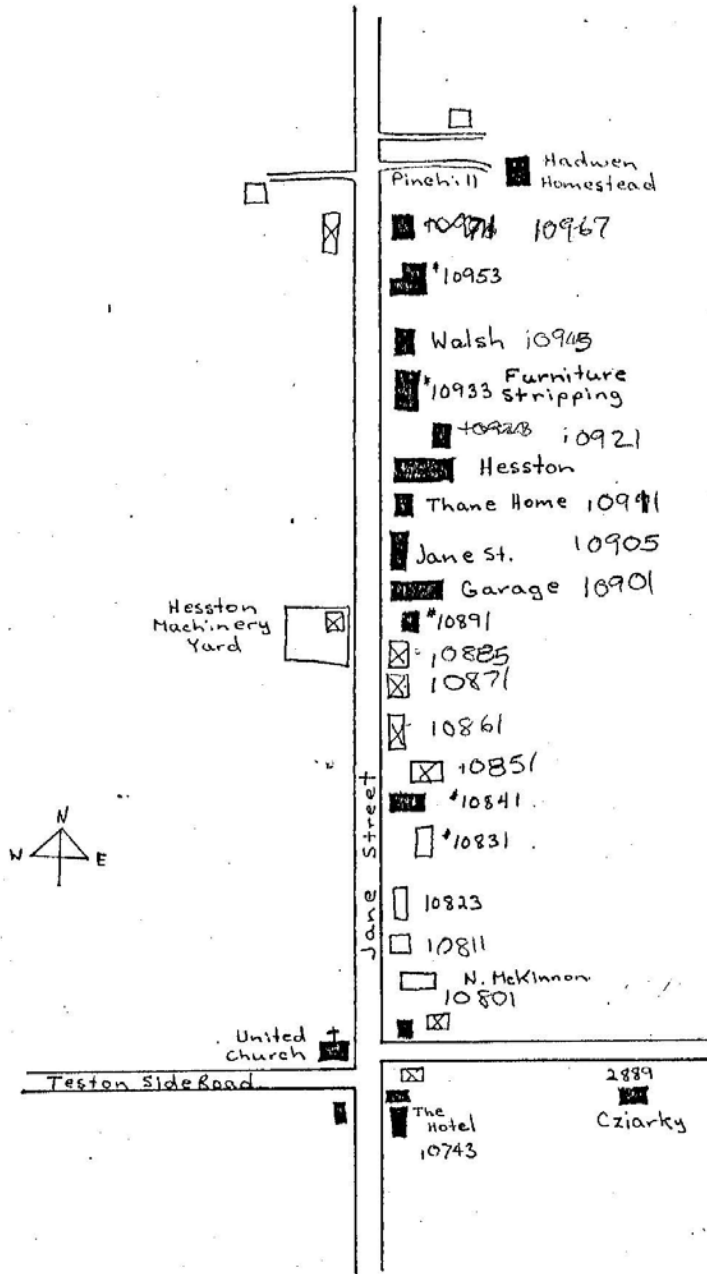 Hadwen
Homestead
Pinehill
10967
#10953
Walsh 10945
#10933 Furniture
Stripping
10921
Hesston
Thane Home 10911
Jane St. 10905
Garage 10901
Hesston
Machinery
Yard
#10891
10885
10871
10861
10851
#10841
N
W E
#10831
Jane Street
10823
10811
N. McKinnon
10801
United
Church
Teston SideRoad
2889
The
Hotel
10743
Cziarky